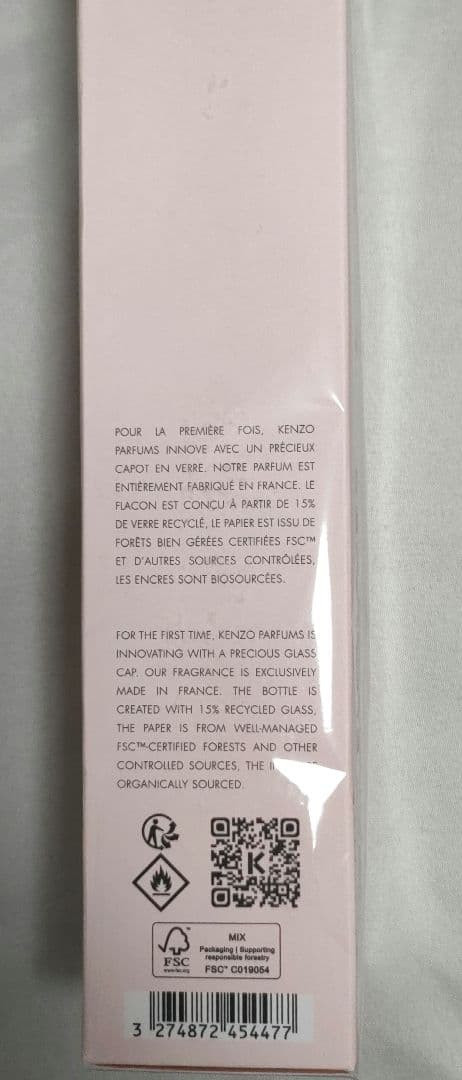 POUR LA PREMIÈRE FOIS, KENZO
PARFUMS INNOVE AVEC UN PRÉCIEUX
CAPOT EN VERRE. NOTRE PARFUM EST
ENTIÈREMENT FABRIQUÉ EN FRANCE. LE
FLACON EST CONÇU À PARTIR DE 15%
DE VERRE RECYCLÉ, LE PAPIER EST ISSU DE
FORÊTS BIEN GÉRÉES CERTIFIÉES FSC™
ET D'AUTRES SOURCES CONTRÔLÉES,
LES ENCRES SONT BIOSOURCÉES.
FOR THE FIRST TIME, KENZO PARFUMS IS
INNOVATING WITH A PRECIOUS GLASS
CAP. OUR FRAGRANCE IS EXCLUSIVELY
MADE IN FRANCE. THE BOTTLE IS
CREATED WITH 15% RECYCLED GLASS,
THE PAPER IS FROM WELL-MANAGED
FSC™-CERTIFIED FORESTS AND OTHER
CONTROLLED SOURCES, THE
ORGANICALLY SOURCED.
K
FSC
www.fsc.org
MIX
Packaging | Supporting
responsible forestry
FSC™ C019054
3 274872 454477